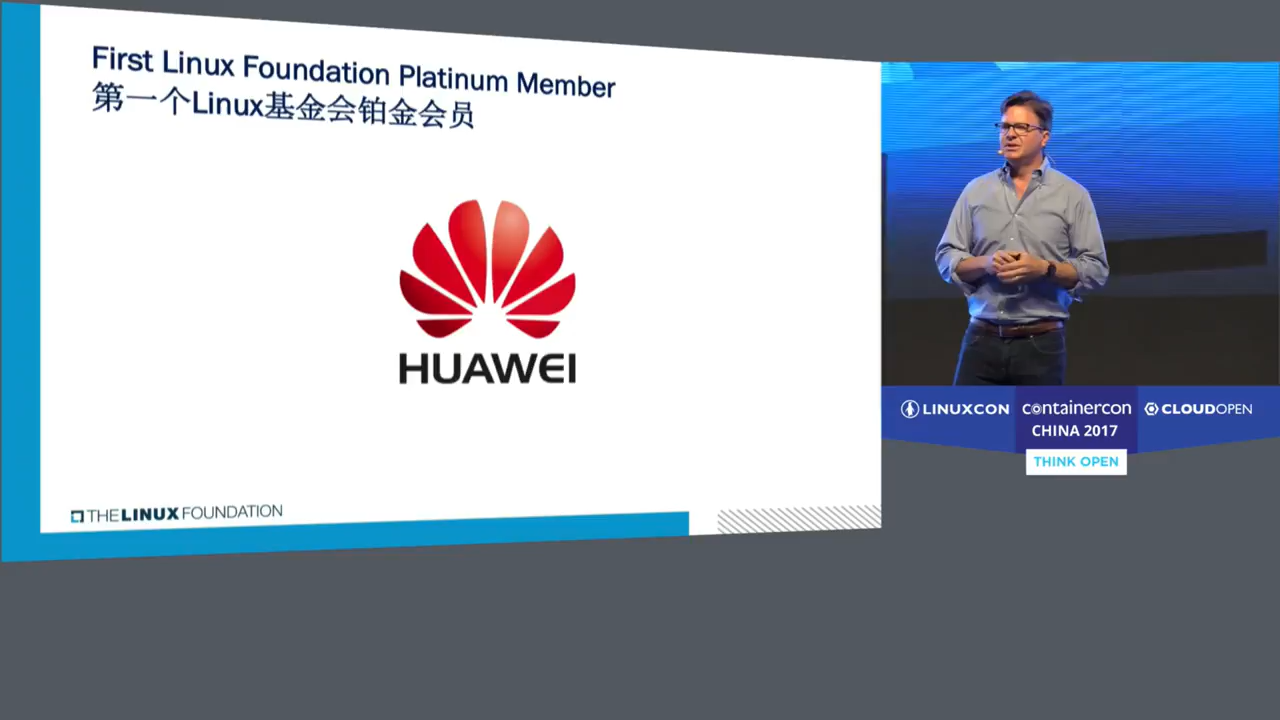 First Linux Foundation Platinum Member
第一个Linux基金会铂金会员
HUAWEI
THE LINUX FOUNDATION
LINUXCON
containercon
CLOUDOPEN
CHINA 2017
THINK OPEN